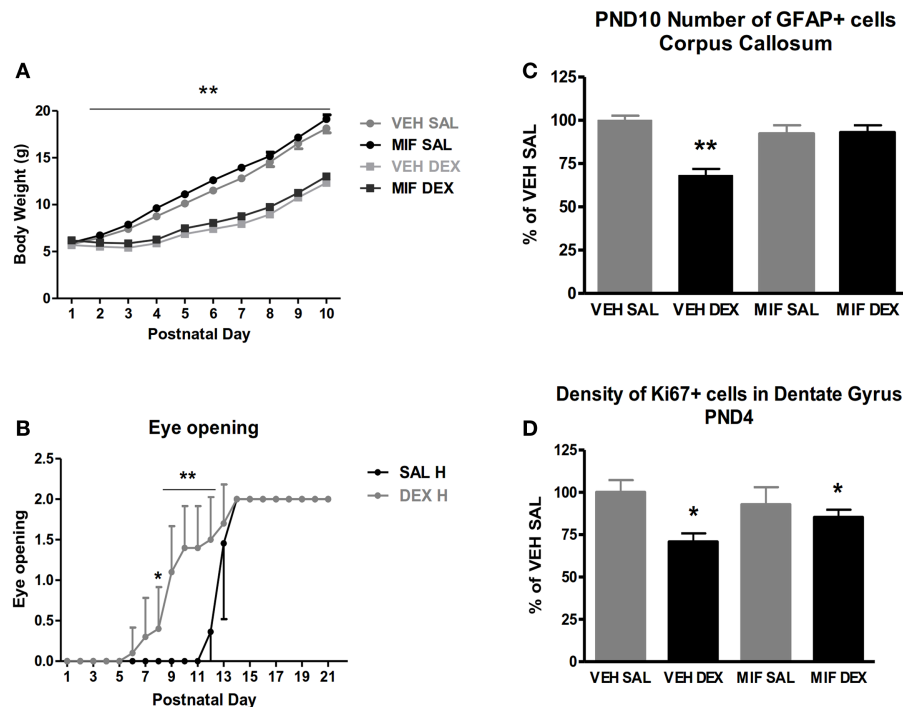 A
**
20
15
10
5
0
Body Weight (g)
1 2 3 4 5 6 7 8 9 10
Postnatal Day
VEH SAL
MIF SAL
VEH DEX
MIF DEX
PND10 Number of GFAP+ cells
Corpus Callosum
C
125
100
75
50
25
0
% of VEH SAL
**
VEH SAL VEH DEX MIF SAL MIF DEX
B
Eye opening
2.5
2.0
1.5
1.0
0.5
0.0
Eye opening
*
**
1 3 5 7 9 11 13 15 17 19 21
Postnatal Day
SAL H
DEX H
Density of Ki67+ cells in Dentate Gyrus
PND4
D
125
100
75
50
25
0
% of VEH SAL
*
*
VEH SAL VEH DEX MIF SAL MIF DEX